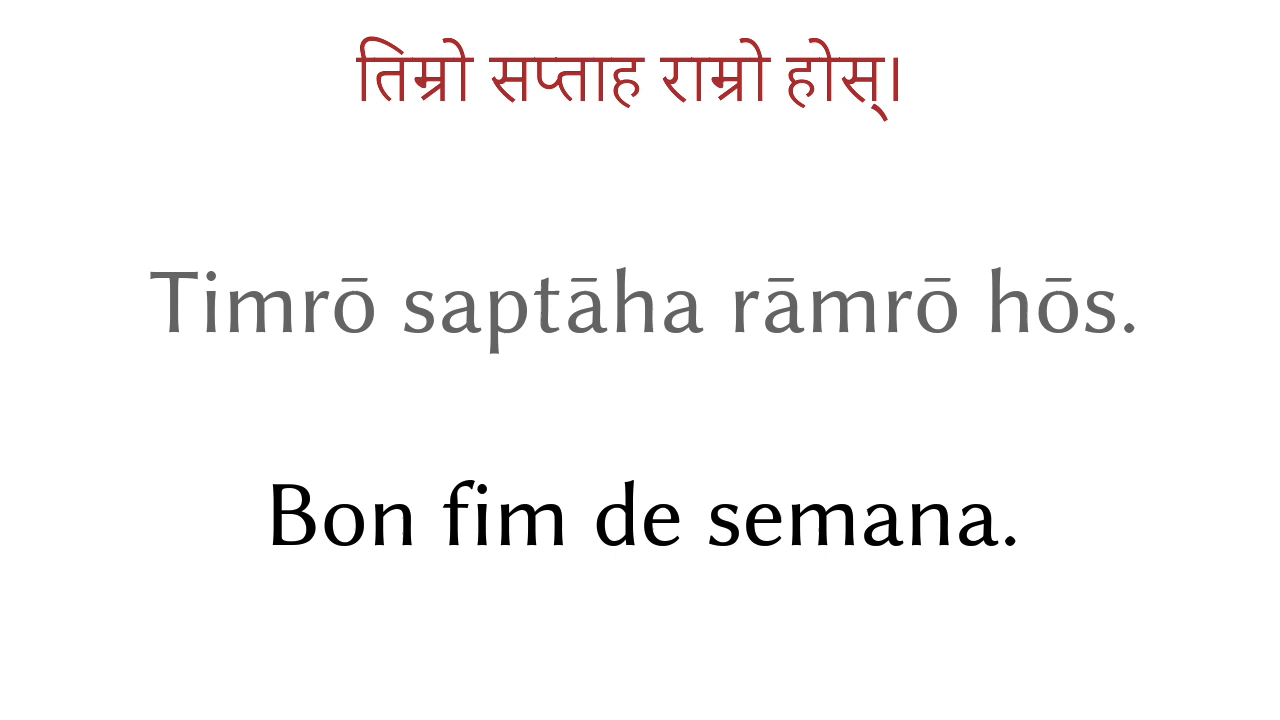 तिम्रो सप्ताह राम्रो होस्।
Timrō saptāha rāmrō hōs.
Bon fim de semana.